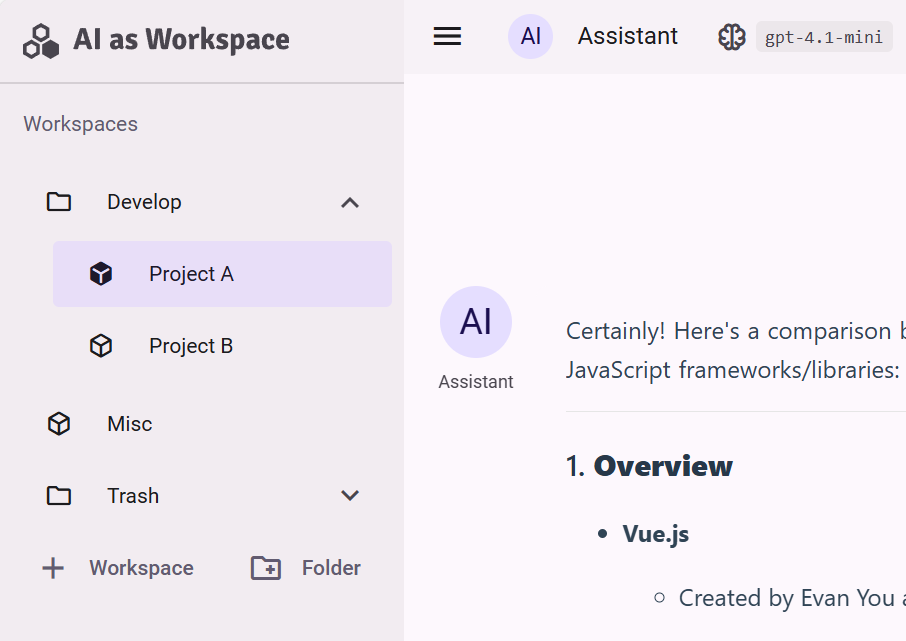 AI as Workspace
Workspaces
Develop
Project A
Project B
Misc
Trash
Workspace
Folder
AI
Assistant
gpt-4.1-mini
AI
Assistant
Certainly! Here's a comparison
JavaScript frameworks/libraries:
1. Overview
Vue.js
Created by Evan You